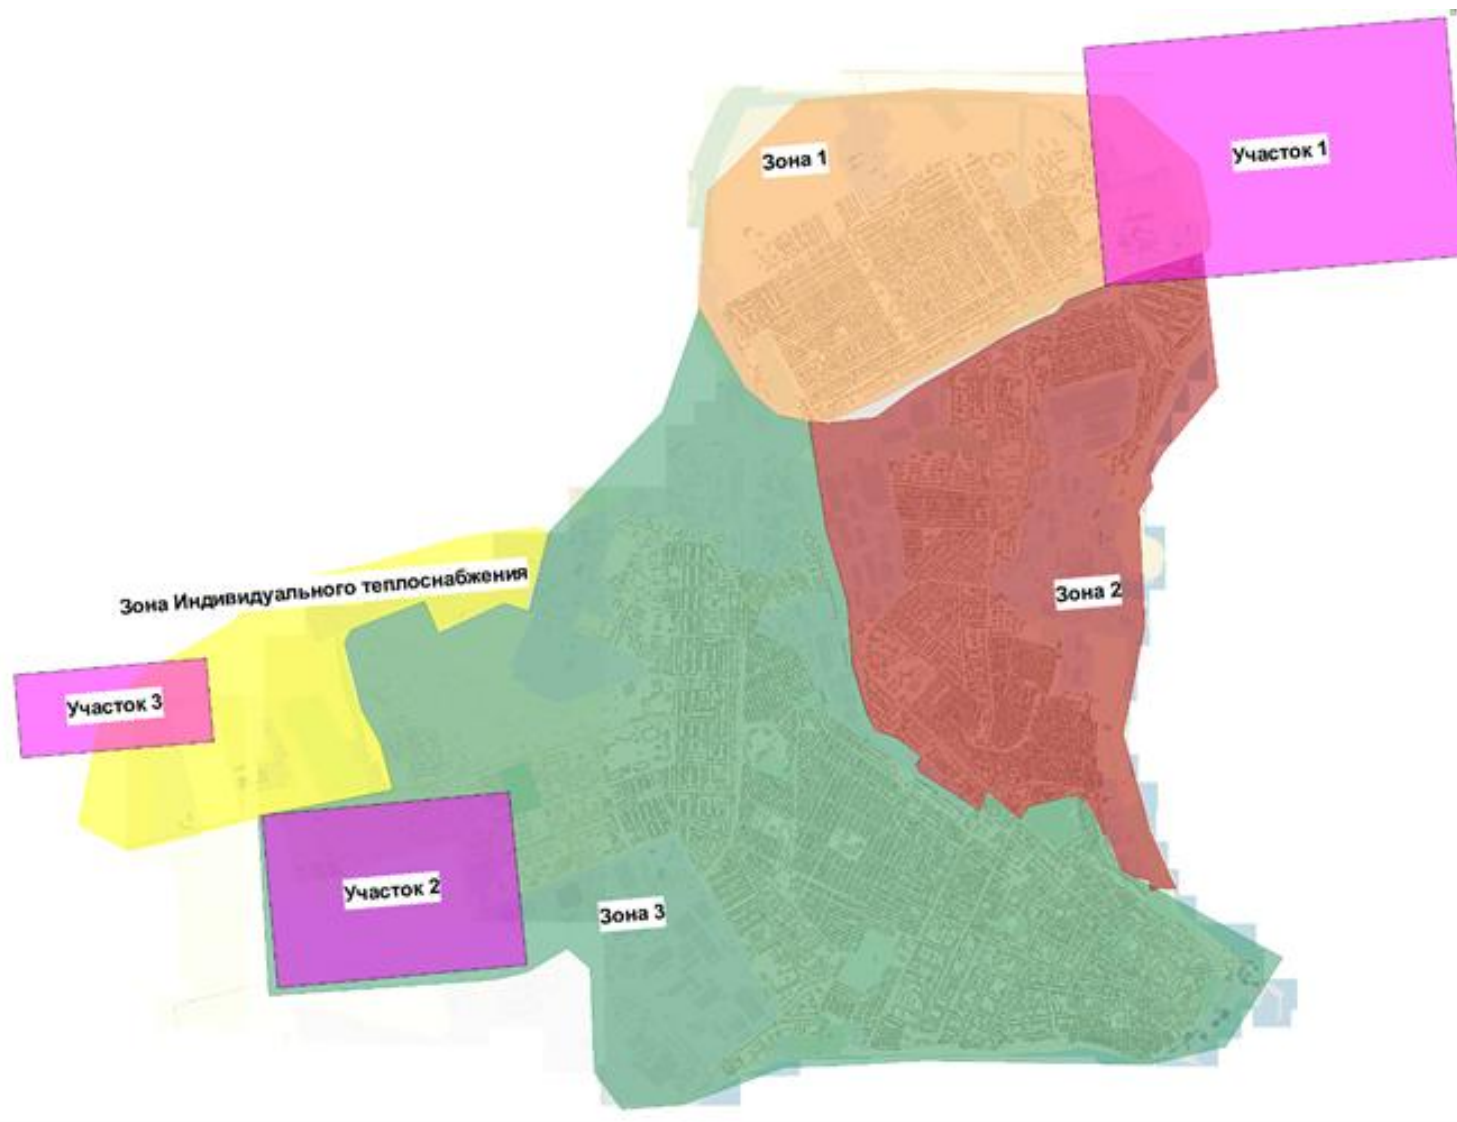 Участок 1
Зона 1
Зона Индивидуального теплоснабжения
Зона 2
Участок 3
Участок 2
Зона 3